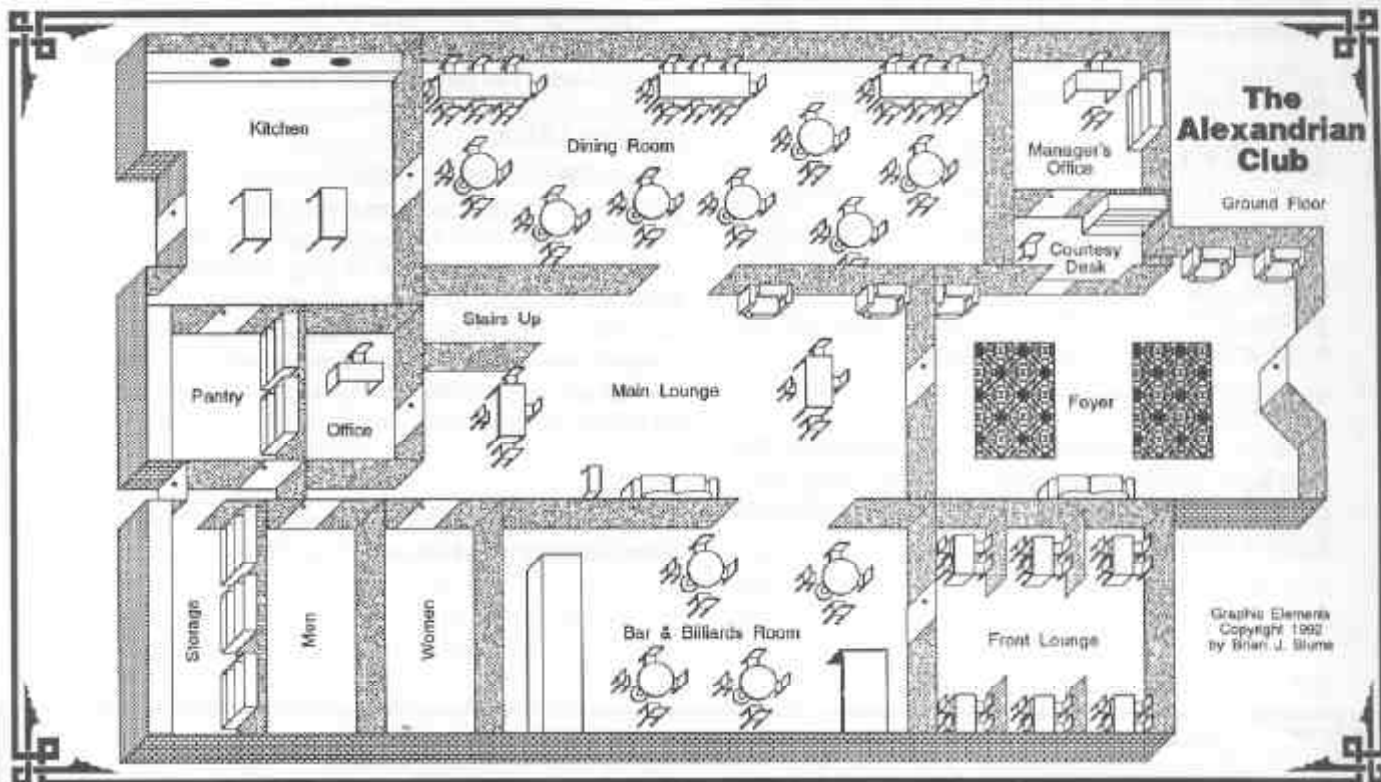 The
Alexandrian
Club
Ground Floor
Kitchen
Dining Room
Manager's
Office
Courtesy
Desk
Stairs Up
Pantry
Office
Main Lounge
Foyer
Storage
Men
Women
Bar & Billiards Room
Front Lounge
Graphic Elements
Copyright 1992
by Brian J. Blume